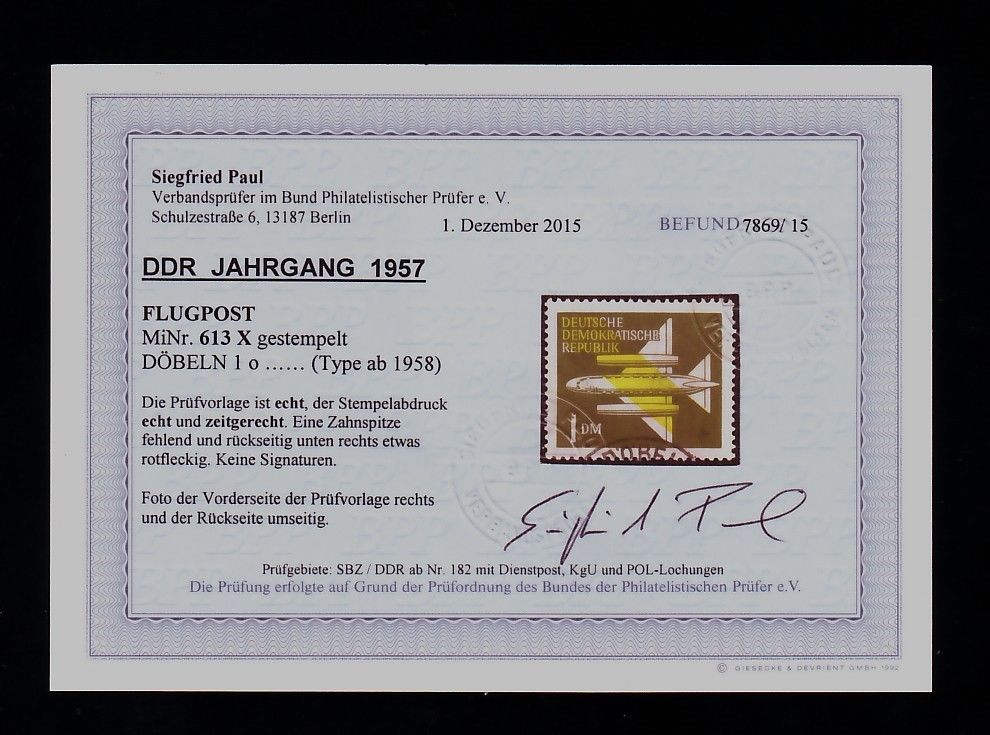 Siegfried Paul
Verbandsprüfer im Bund Philatelistischer Prüfer e. V.
Schulzestraße 6, 13187 Berlin
1. Dezember 2015
BEFUND 7869/ 15
DDR JAHRGANG 1957
FLUGPOST
MiNr. 613 X gestempelt
DÖBELN 1 o ...... (Type ab 1958)
Die Prüfvorlage ist echt, der Stempelabdruck
echt und zeitgerecht. Eine Zahnspitze
fehlend und rückseitig unten rechts etwas
rotfleckig. Keine Signaturen.
Foto der Vorderseite der Prüfvorlage rechts
und der Rückseite umseitig.
DEUTSCHE
DEMOKRATISCHE
REPUBLIK
1 DM
Siegfried Paul
Prüfgebiete: SBZ / DDR ab Nr. 182 mit Dienstpost, KgU und POL-Lochungen
Die Prüfung erfolgte auf Grund der Prüfordnung des Bundes der Philatelistischen Prüfer e.V.
© GIESECKE & DEVRIENT GMBH 1992